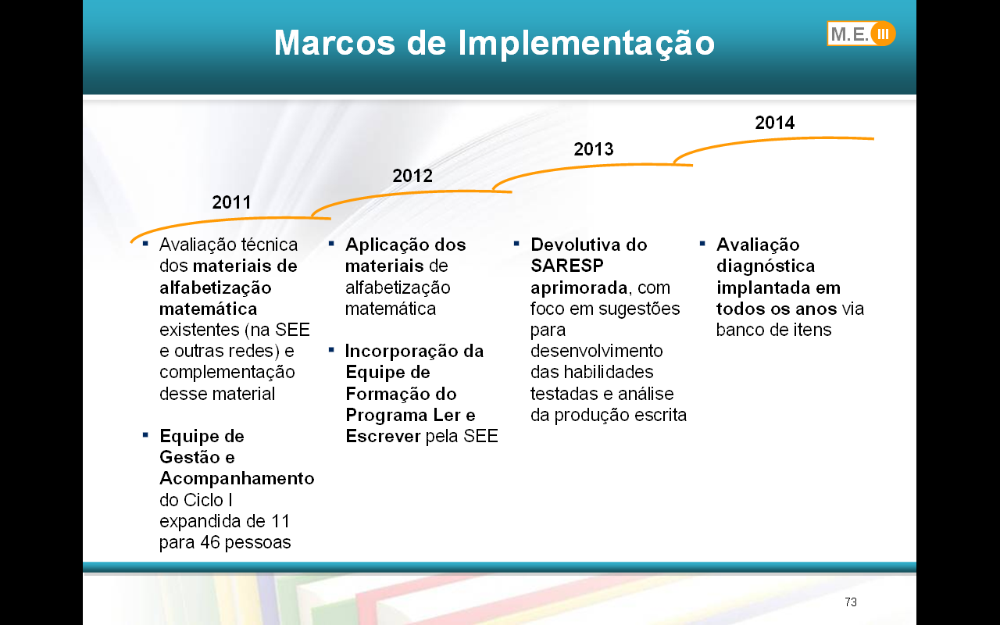 Marcos de Implementação
M.E. III
2011
2012
2013
2014
▪ Avaliação técnica
dos materiais de
alfabetização
matemática
existentes (na SEE
e outras redes) e
complementação
desse material
▪ Equipe de
Gestão e
Acompanhamento
do Ciclo I
expandida de 11
para 46 pessoas
▪ Aplicação dos
materiais de
alfabetização
matemática
▪ Incorporação da
Equipe de
Formação do
Programa Ler e
Escrever pela SEE
▪ Devolutiva do
SARESP
aprimorada, com
foco em sugestões
para
desenvolvimento
das habilidades
testadas e análise
da produção escrita
▪ Avaliação
diagnóstica
implantada em
todos os anos via
banco de itens
73